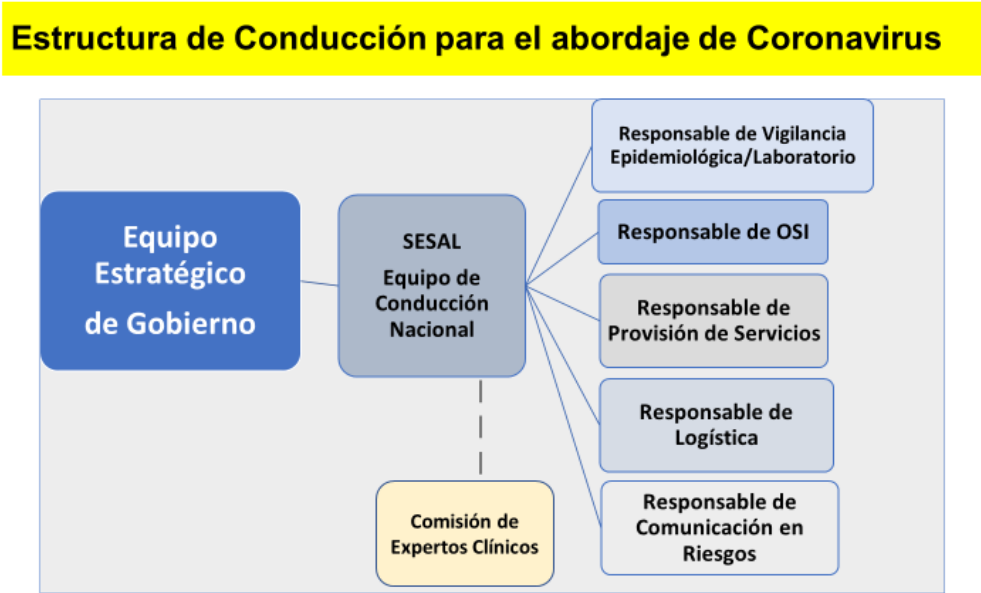 Estructura de Conducción para el abordaje de Coronavirus
Equipo
Estratégico
de Gobierno
SESAL
Equipo de
Conducción
Nacional
Comisión de
Expertos Clínicos
Responsable de Vigilancia
Epidemiológica/Laboratorio
Responsable de OSI
Responsable de
Provisión de Servicios
Responsable de
Logística
Responsable de
Comunicación en
Riesgos